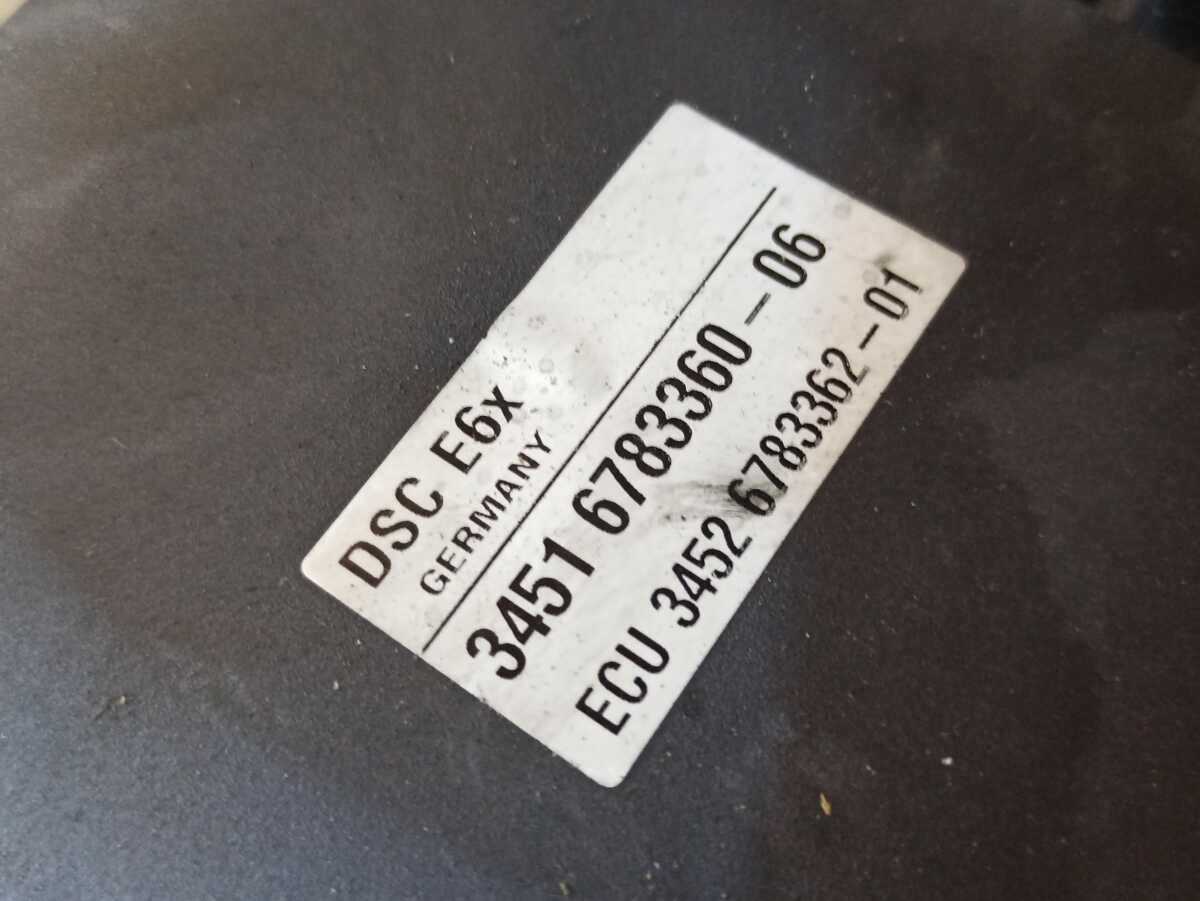 DSC E6x
GERMANY
3451 6783360-06
ECU 3452 6783362-01